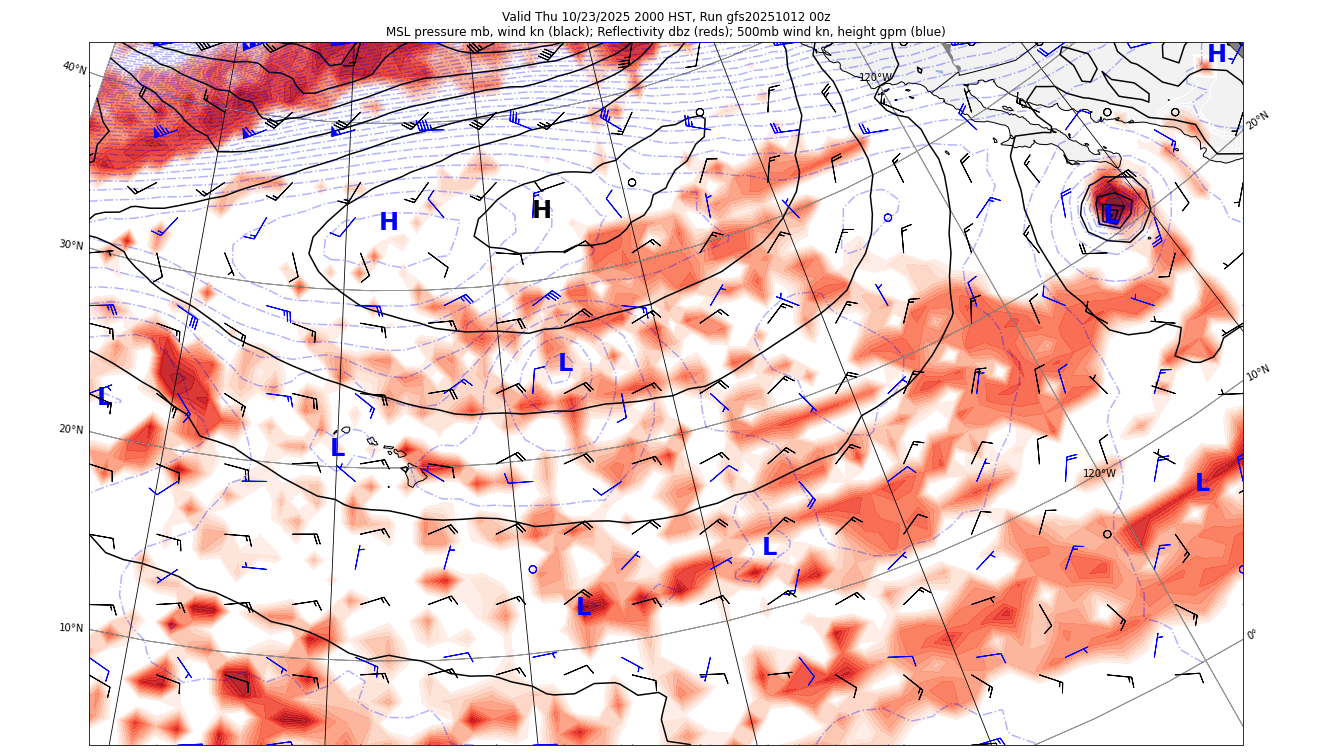 Valid Thu 10/23/2025 2000 HST, Run gfs20251012 00z
MSL pressure mb, wind kn (black); Reflectivity dbz (reds); 500mb wind kn, height gpm (blue)
H
40°N
120°W
20°N
L
H
H
30°N
L
10°N
L
20°N
L
120°W
L
L
L
10°N
0°